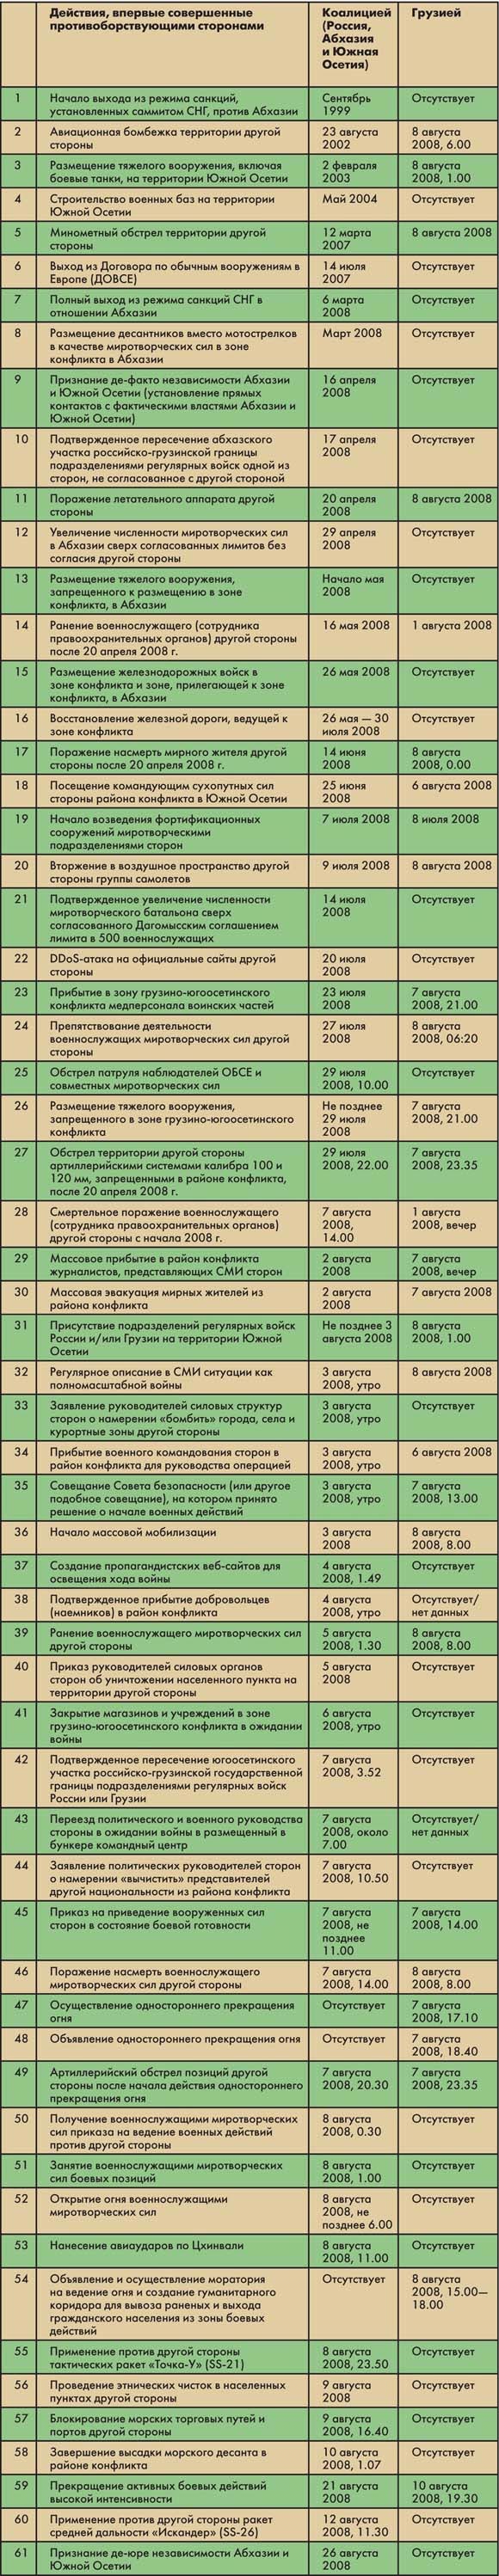 Действия, впервые совершенные противоборствующими сторонами | Коалицией (Россия, Абхазия и Южная Осетия) | Грузией
1 Начало выхода из режима санкций, установленных саммитом СНГ, против Абхазии | Сентябрь 1999 | Отсутствует
2 Авиационная бомбежка территории другой стороны | 23 августа 2002 | 8 августа 2008, 6.00
3 Размещение тяжелого вооружения, включая боевые танки, на территории Южной Осетии | 2 февраля 2003 | 8 августа 2008, 1.00
4 Строительство военных баз на территории Южной Осетии | Май 2004 | Отсутствует
5 Минометный обстрел территории другой стороны | 12 марта 2007 | 8 августа 2008
6 Выход из Договора по обычным вооружениям в Европе (ДОВСЕ) | 14 июля 2007 | Отсутствует
7 Полный выход из режима санкций СНГ в отношении Абхазии | 6 марта 2008 | Отсутствует
8 Размещение десантников вместо мотострелков в качестве миротворческих сил в зоне конфликта в Абхазии | Март 2008 | Отсутствует
9 Признание де-факто независимости Абхазии и Южной Осетии (установление прямых контактов с фактическими властями Абхазии и Южной Осетии) | 16 апреля 2008 | Отсутствует
10 Подтвержденное пересечение абхазского участка российско-грузинской границы подразделениями регулярных войск одной из сторон, не согласованное с другой стороной | 17 апреля 2008 | Отсутствует
11 Поражение летательного аппарата другой стороны | 20 апреля 2008 | 8 августа 2008
12 Увеличение численности миротворческих сил в Абхазии сверх согласованных лимитов без согласия другой стороны | 29 апреля 2008 | Отсутствует
13 Размещение тяжелого вооружения, запрещенного к размещению в зоне конфликта, в Абхазии | Начало мая 2008 | Отсутствует
14 Ранение военнослужащего (сотрудника правоохранительных органов) другой стороны после 20 апреля 2008 г. | 16 мая 2008 | 1 августа 2008
15 Размещение железнодорожных войск в зоне конфликта и зоне, прилегающей к зоне конфликта, в Абхазии | 26 мая 2008 | Отсутствует
16 Восстановление железной дороги, ведущей к зоне конфликта | 26 мая — 30 июля 2008 | Отсутствует
17 Поражение насмерть мирного жителя другой стороны после 20 апреля 2008 г. | 14 июня 2008 | 8 августа 2008, 0.00
18 Посещение командующим сухопутных сил стороны района конфликта в Южной Осетии | 25 июня 2008 | 6 августа 2008
19 Начало возведения фортификационных сооружений миротворческими подразделениями сторон | 7 июля 2008 | 8 июля 2008
20 Вторжение в воздушное пространство другой стороны группы самолетов | 9 июля 2008 | 8 августа 2008
21 Подтвержденное увеличение численности миротворческого батальона сверх согласованного Дагомысским соглашением лимита в 500 военнослужащих | 14 июля 2008 | Отсутствует
22 DDoS-атака на официальные сайты другой стороны | 20 июля 2008 | Отсутствует
23 Прибытие в зону грузино-югоосетинского конфликта медперсонала воинских частей | 23 июля 2008 | 7 августа 2008, 21.00
24 Препятствование деятельности военнослужащих миротворческих сил другой стороны | 27 июля 2008 | 8 августа 2008, 06:20
25 Обстрел патруля наблюдателей ОБСЕ и совместных миротворческих сил | 29 июля 2008, 10.00 | Отсутствует
26 Размещение тяжелого вооружения, запрещенного в зоне грузино-югоосетинского конфликта | Не позднее 29 июля 2008 | 7 августа 2008, 21.00
27 Обстрел территории другой стороны артиллерийскими системами калибра 100 и 120 мм, запрещенными в районе конфликта, после 20 апреля 2008 г. | 29 июля 2008, 22.00 | 7 августа 2008, 23.35
28 Смертельное поражение военнослужащего (сотрудника правоохранительных органов) другой стороны с начала 2008 г. | 7 августа 2008, 14.00 | 1 августа 2008, вечер
29 Массовое прибытие в район конфликта журналистов, представляющих СМИ сторон | 2 августа 2008 | 7 августа 2008, вечер
30 Массовая эвакуация мирных жителей из района конфликта | 2 августа 2008 | 7 августа 2008
31 Присутствие подразделений регулярных войск России и/или Грузии на территории Южной Осетии | Не позднее 3 августа 2008 | 8 августа 2008, 1.00
32 Регулярное описание в СМИ ситуации как полномасштабной войны | 3 августа 2008, утро | 8 августа 2008
33 Заявление руководителей силовых структур сторон о намерении «бомбить» города, села и курортные зоны другой стороны | 3 августа 2008, утро | Отсутствует
34 Прибытие военного командования сторон в район конфликта для руководства операцией | 3 августа 2008, утро | 6 августа 2008
35 Совещание Совета безопасности (или другое подобное совещание), на котором принято решение о начале военных действий | 3 августа 2008, утро | 7 августа 2008, 13.00
36 Начало массовой мобилизации | 3 августа 2008 | 8 августа 2008, 8.00
37 Создание пропагандистских веб-сайтов для освещения хода войны | 4 августа 2008, 1.49 | Отсутствует
38 Подтвержденное прибытие добровольцев (наемников) в район конфликта | 4 августа 2008, утро | Отсутствует/ нет данных
39 Ранение военнослужащего миротворческих сил другой стороны | 5 августа 2008, 1.30 | 8 августа 2008, 8.00
40 Приказ руководителей силовых органов сторон об уничтожении населенного пункта на территории другой стороны | 5 августа 2008 | Отсутствует
41 Закрытие магазинов и учреждений в зоне грузино-югоосетинского конфликта в ожидании войны | 6 августа 2008, утро | Отсутствует
42 Подтвержденное пересечение югоосетинского участка российско-грузинской государственной границы подразделениями регулярных войск России или Грузии | 7 августа 2008, 3.52 | Отсутствует
43 Переезд политического и военного руководства стороны в ожидании войны в размещенный в бункере командный центр | 7 августа 2008, около 7.00 | Отсутствует/ нет данных
44 Заявление политических руководителей сторон о намерении «вычистить» представителей другой национальности из района конфликта | 7 августа 2008, 10.50 | Отсутствует
45 Приказ на приведение вооруженных сил сторон в состояние боевой готовности | 7 августа 2008, не позднее 11.00 | 7 августа 2008, 14.00
46 Поражение насмерть военнослужащего миротворческих сил другой стороны | 7 августа 2008, 14.00 | 8 августа 2008, 8.00
47 Осуществление одностороннего прекращения огня | Отсутствует | 7 августа 2008, 17.10
48 Объявление одностороннего прекращения огня | Отсутствует | 7 августа 2008, 18.40
49 Артиллерийский обстрел позиций другой стороны после начала действия одностороннего прекращения огня | 7 августа 2008, 20.30 | 7 августа 2008, 23.35
50 Получение военнослужащими миротворческих сил приказа на ведение военных действий против другой стороны | 8 августа 2008, 0.30 | Отсутствует
51 Занятие военнослужащими миротворческих сил боевых позиций | 8 августа 2008, 1.00 | Отсутствует
52 Открытие огня военнослужащими миротворческих сил | 8 августа 2008, не позднее 6.00 | Отсутствует
53 Нанесение авиаударов по Цхинвали | 8 августа 2008, 11.00 | Отсутствует
54 Объявление и осуществление моратория на ведение огня и создание гуманитарного коридора для вывоза раненых и выхода гражданского населения из зоны боевых действий | Отсутствует | 8 августа 2008, 15.00—18.00
55 Применение против другой стороны тактических ракет «Точка-У» (SS-21) | 8 августа 2008, 23.50 | Отсутствует
56 Проведение этнических чисток в населенных пунктах другой стороны | 9 августа 2008 | Отсутствует
57 Блокирование морских торговых путей и портов другой стороны | 9 августа 2008, 16.40 | Отсутствует
58 Завершение высадки морского десанта в районе конфликта | 10 августа 2008, 1.07 | Отсутствует
59 Прекращение активных боевых действий высокой интенсивности | 21 августа 2008 | 10 августа 2008, 19.30
60 Применение против другой стороны ракет средней дальности «Искандер» (SS-26) | 12 августа 2008, 11.30 | Отсутствует
61 Признание де-юре независимости Абхазии и Южной Осетии | 26 августа 2008 | Отсутствует